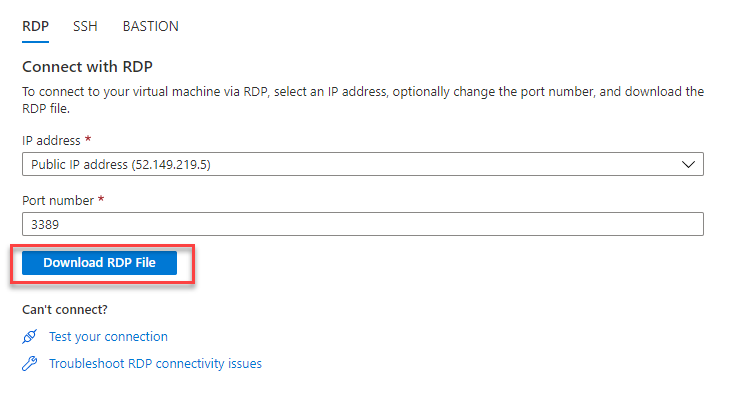 RDP SSH BASTION
Connect with RDP
To connect to your virtual machine via RDP, select an IP address, optionally change the port number, and download the
RDP file.
IP address *
Public IP address (52.149.219.5)
Port number *
3389
Download RDP File
Can't connect?
Test your connection
Troubleshoot RDP connectivity issues